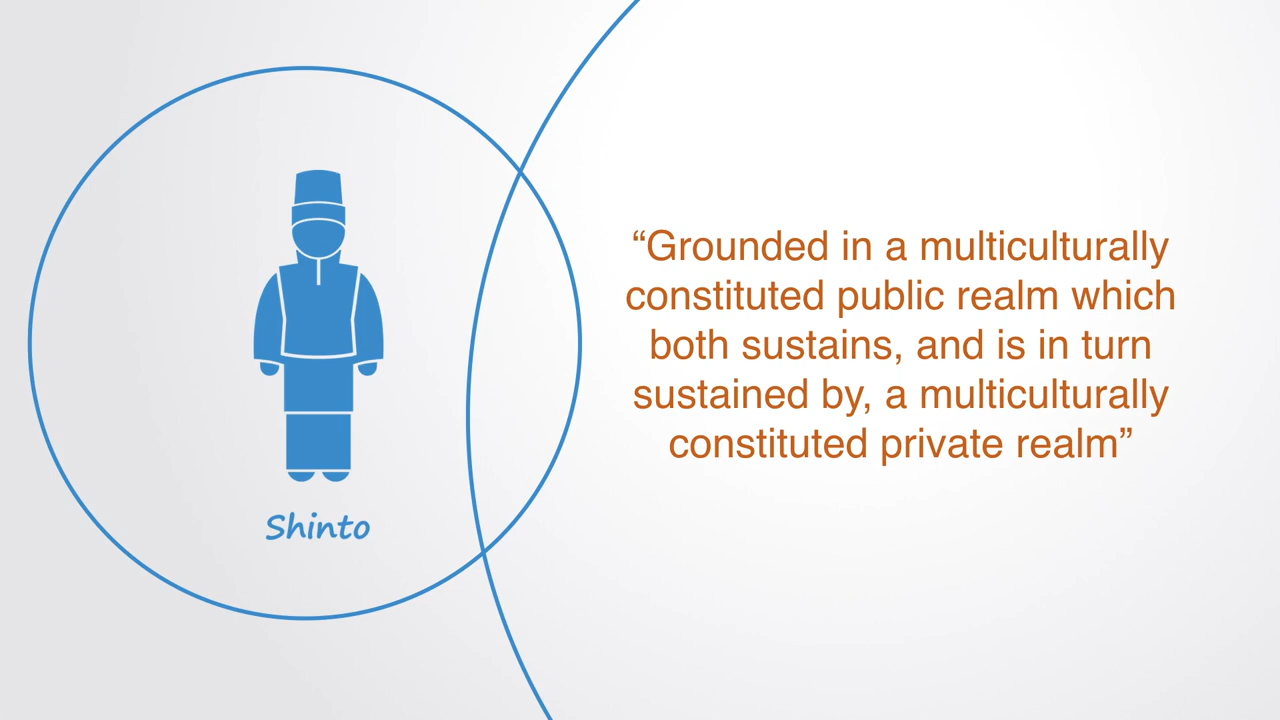 Shinto
“Grounded in a multiculturally
constituted public realm which
both sustains, and is in turn
sustained by, a multiculturally
constituted private realm”